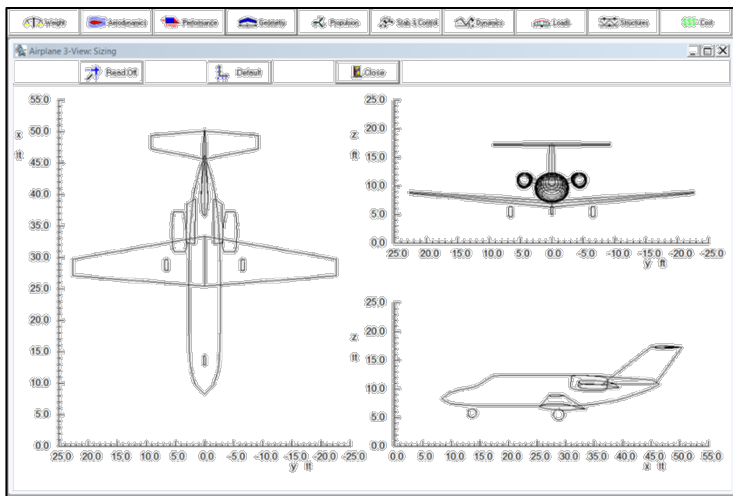 Weight Aerodynamics Performance Geometry Propulsion Stab. & Control Dynamics Loads Structures $$$ Cost
Airplane 3-View: Sizing
Read Off Default Close
55.0
x 50.0
ft
45.0
40.0
35.0
30.0
25.0
20.0
15.0
10.0
5.0
0.0
25.0 20.0 15.0 10.0 5.0 0.0 -5.0 -10.0 -15.0 -20.0 -25.0
y ft
25.0
z 20.0
ft 15.0
10.0
5.0
0.0
25.0 20.0 15.0 10.0 5.0 0.0 -5.0 -10.0 -15.0 -20.0 -25.0
y ft
25.0
z 20.0
ft 15.0
10.0
5.0
0.0
0.0 5.0 10.0 15.0 20.0 25.0 30.0 35.0 40.0 45.0 50.0 55.0
x ft